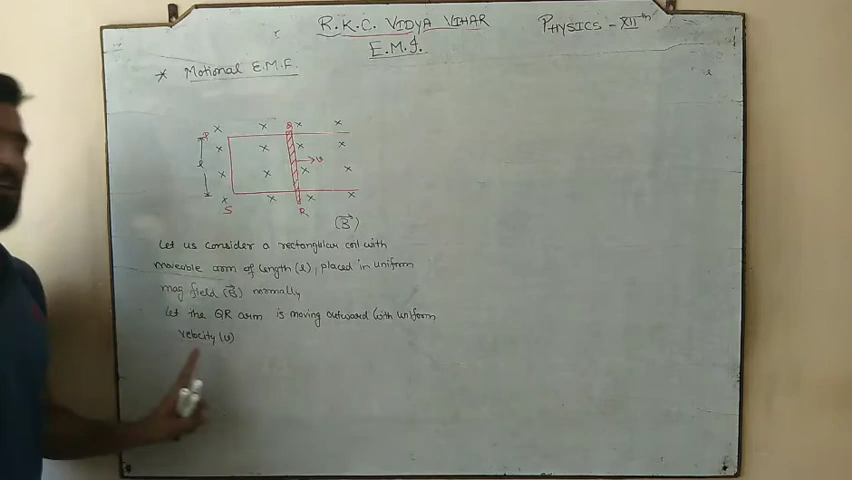 R.K.C. VIDYA VIHAR
PHYSICS - XIIth
E.M.I.
* Motional E.M.F.
P Q
l
v
S R
(B⃗)
Let us consider a rectangular coil with
moveable arm of length (l), placed in uniform
mag field (B⃗) normally
Let the QR arm is moving outward with uniform
velocity (v)